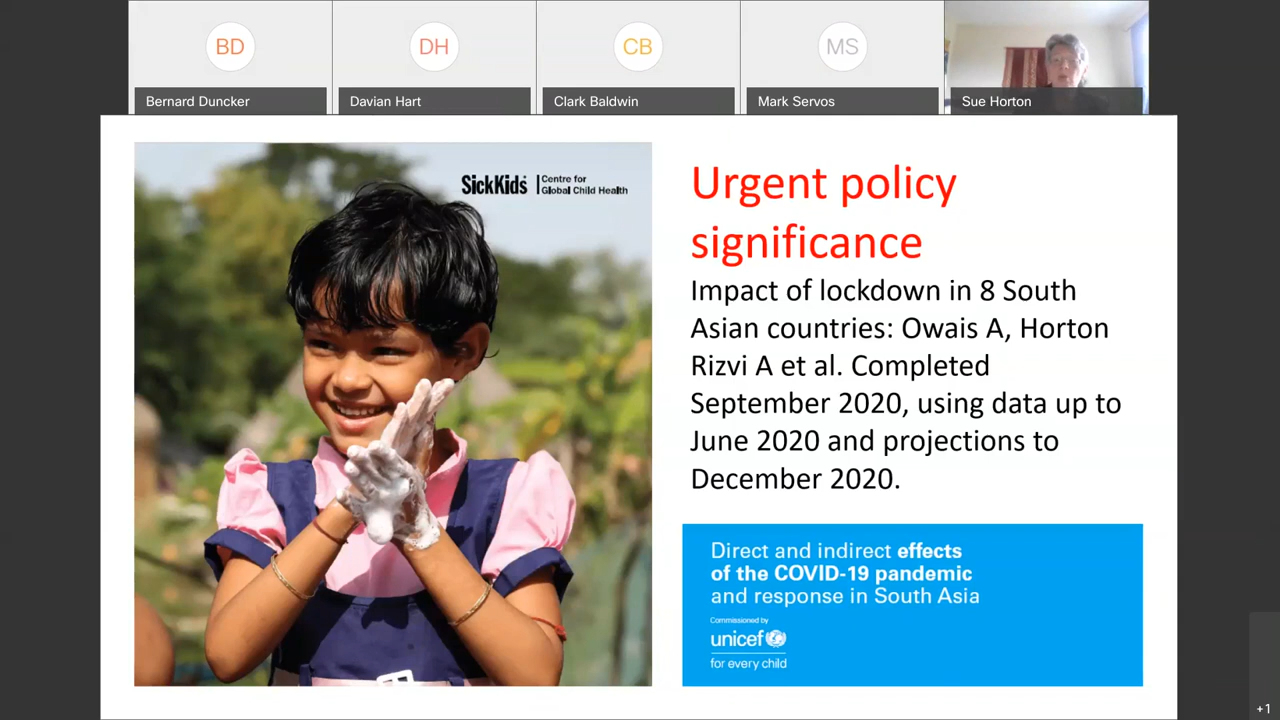 BD
DH
CB
MS
Bernard Duncker
Davian Hart
Clark Baldwin
Mark Servos
Sue Horton
SickKids
Centre for
Global Child Health
Urgent policy
significance
Impact of lockdown in 8 South
Asian countries: Owais A, Horton
Rizvi A et al. Completed
September 2020, using data up to
June 2020 and projections to
December 2020.
Direct and indirect effects
of the COVID-19 pandemic
and response in South Asia
Commissioned by
unicef
for every child
+1